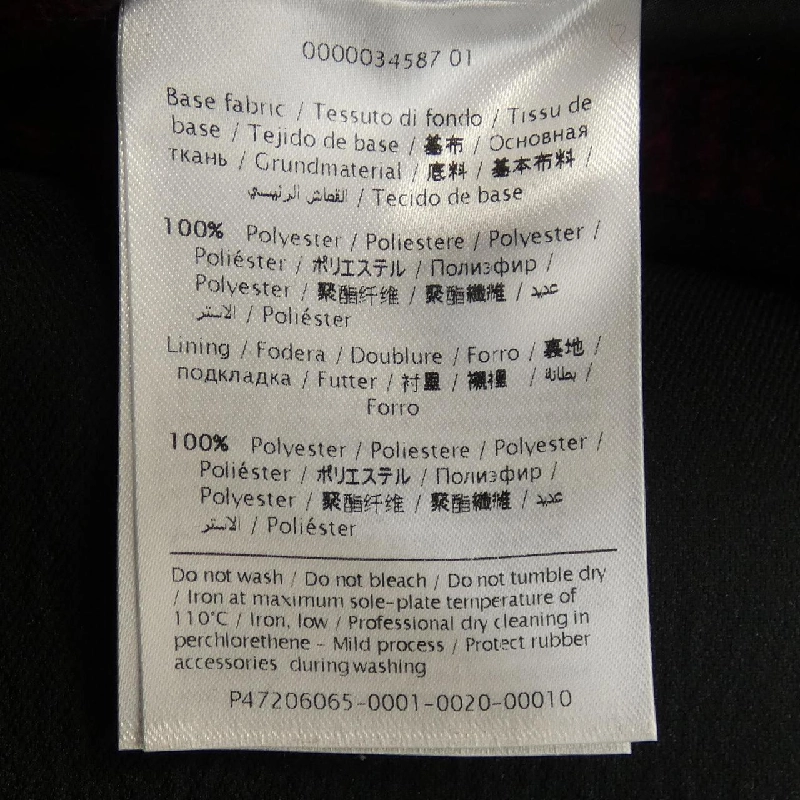 0000034587 01
Base fabric / Tessuto di fondo / Tissu de
base / Tejido de base / 基布 / Основная
ткань / Grundmaterial / 底料 / 基本布料 /
القماش الرئيسي / Tecido de base
100% Polyester / Poliestere / Polyester /
Poliéster / ポリエステル / Полиэфир /
Polyester / 聚酯纤维 / 聚酯纖維 / عديد
الاستر / Poliéster
Lining / Fodera / Doublure / Forro / 裏地 /
подкладка / Futter / 衬里 / 襯裡 / بطانة /
Forro
100% Polyester / Poliestere / Polyester /
Poliéster / ポリエステル / Полиэфир /
Polyester / 聚酯纤维 / 聚酯纖維 / عديد
الاستر / Poliéster
Do not wash / Do not bleach / Do not tumble dry
/ Iron at maximum sole-plate temperature of
110°C / Iron, low / Professional dry cleaning in
perchlorethene - Mild process / Protect rubber
accessories during washing
P47206065-0001-0020-00010